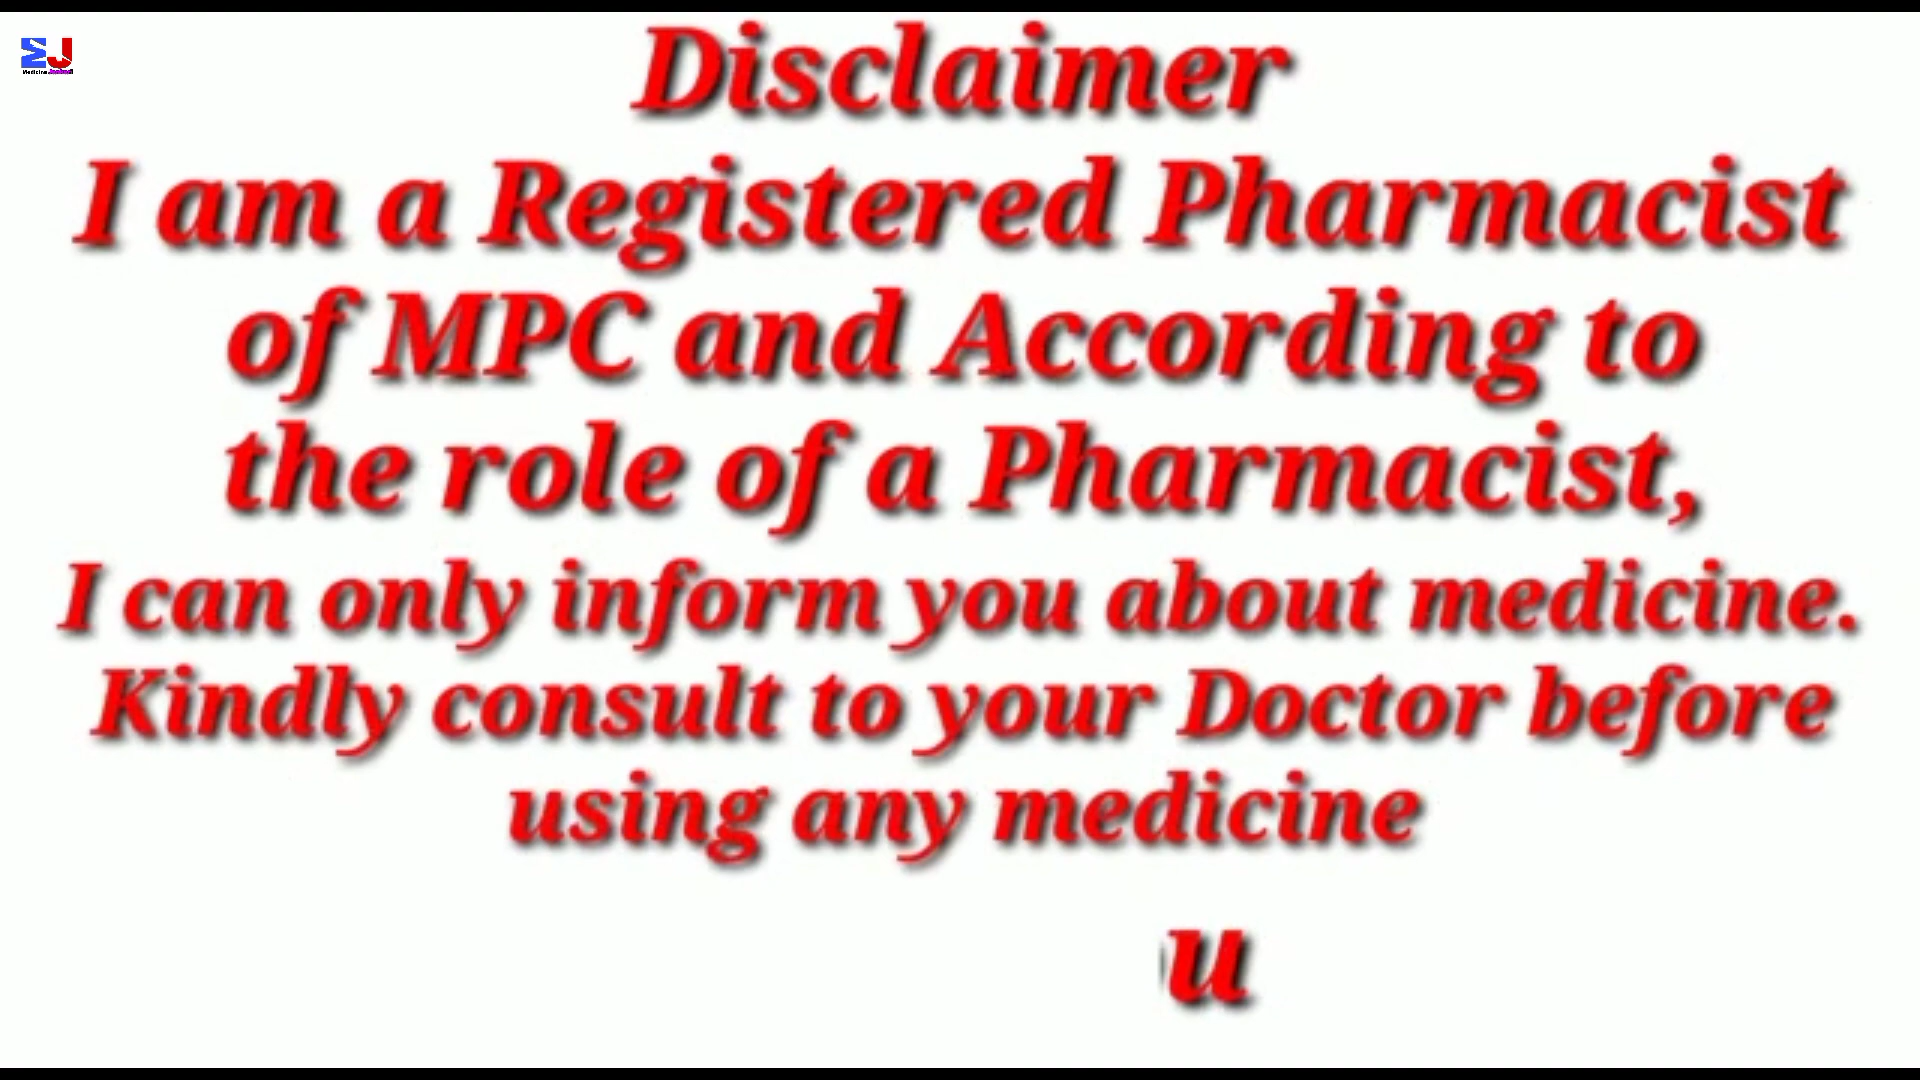 MJ
Disclaimer
I am a Registered Pharmacist
of MPC and According to
the role of a Pharmacist,
I can only inform you about medicine.
Kindly consult to your Doctor before
using any medicine
u